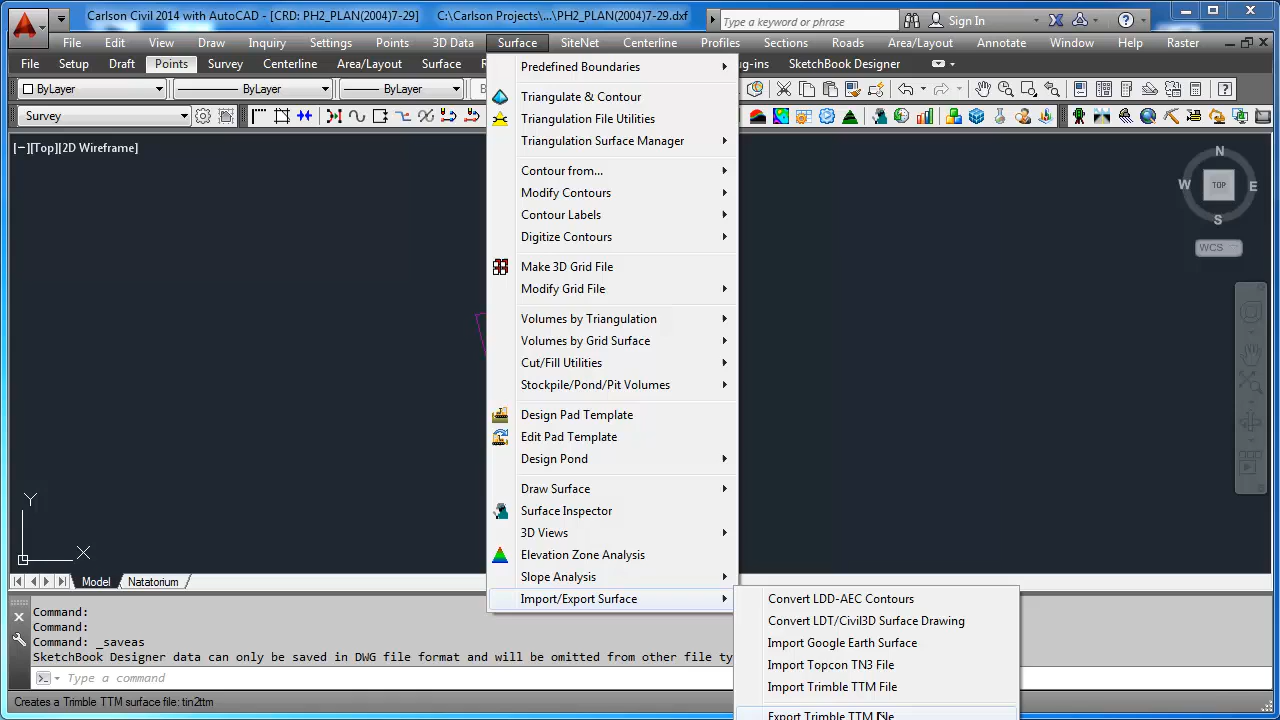 Carlson Civil 2014 with AutoCAD - [CRD: PH2_PLAN(2004)7-29] C:\Carlson Projects\...\PH2_PLAN(2004)7-29.dxf Type a keyword or phrase Sign In
File Edit View Draw Inquiry Settings Points 3D Data Surface SiteNet Centerline Profiles Sections Roads Area/Layout Annotate Window Help Raster
File Setup Draft Points Survey Centerline Area/Layout Surface ug-ins SketchBook Designer
ByLayer ByLayer ByLayer
Survey
[−][Top][2D Wireframe]
N
W TOP E
S
WCS
Predefined Boundaries
Triangulate & Contour
Triangulation File Utilities
Triangulation Surface Manager
Contour from...
Modify Contours
Contour Labels
Digitize Contours
Make 3D Grid File
Modify Grid File
Volumes by Triangulation
Volumes by Grid Surface
Cut/Fill Utilities
Stockpile/Pond/Pit Volumes
Design Pad Template
Edit Pad Template
Design Pond
Draw Surface
Surface Inspector
3D Views
Elevation Zone Analysis
Slope Analysis
Import/Export Surface
Convert LDD-AEC Contours
Convert LDT/Civil3D Surface Drawing
Import Google Earth Surface
Import Topcon TN3 File
Import Trimble TTM File
Export Trimble TTM File
Y
X
Model Natatorium
Command:
Command:
Command: _saveas
SketchBook Designer data can only be saved in DWG file format and will be omitted from other file ty
Type a command
Creates a Trimble TTM surface file: tin2ttm